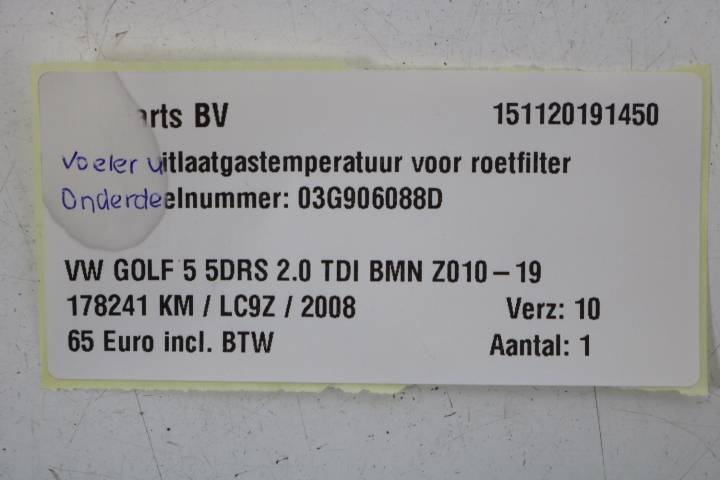 arts BV 151120191450
Voeler uitlaatgastemperatuur voor roetfilter
Onderdeelnummer: 03G906088D
VW GOLF 5 5DRS 2.0 TDI BMN Z010-19
178241 KM / LC9Z / 2008 Verz: 10
65 Euro incl. BTW Aantal: 1